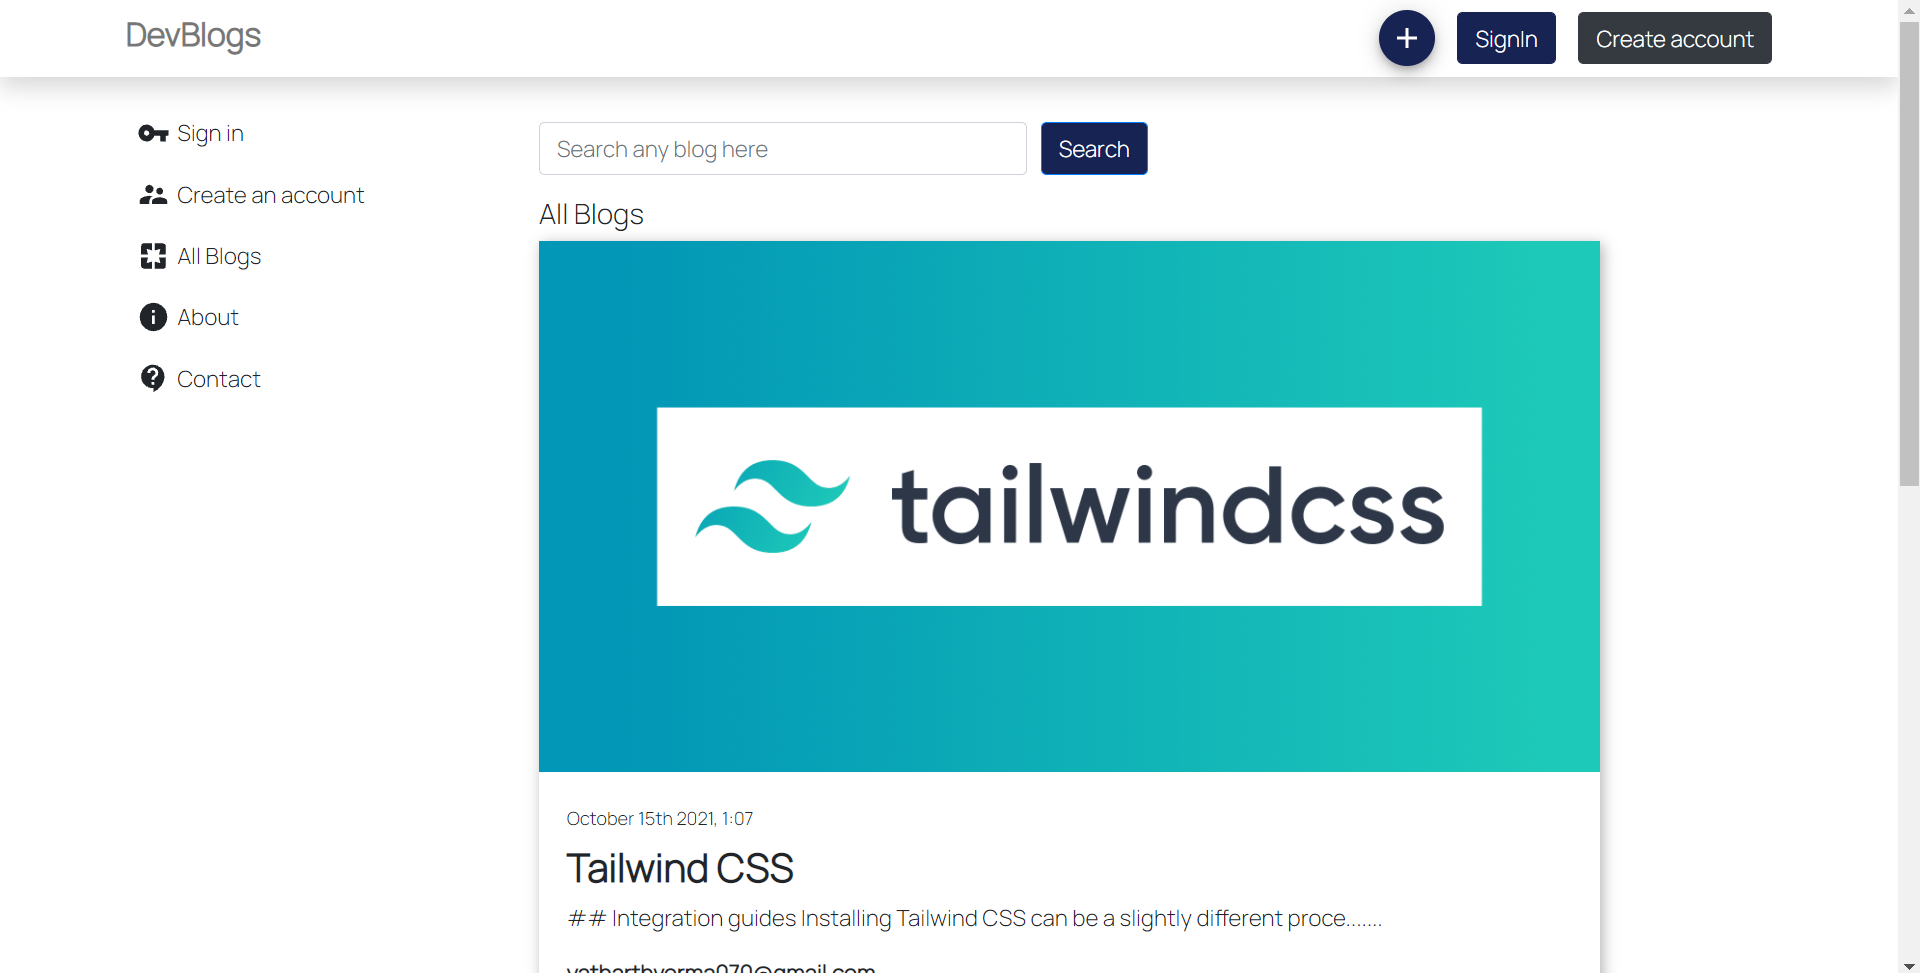 DevBlogs
SignIn
Create account
Sign in
Create an account
All Blogs
About
Contact
Search any blog here
Search
All Blogs
tailwindcss
October 15th 2021, 1:07
Tailwind CSS
## Integration guides Installing Tailwind CSS can be a slightly different proce.......